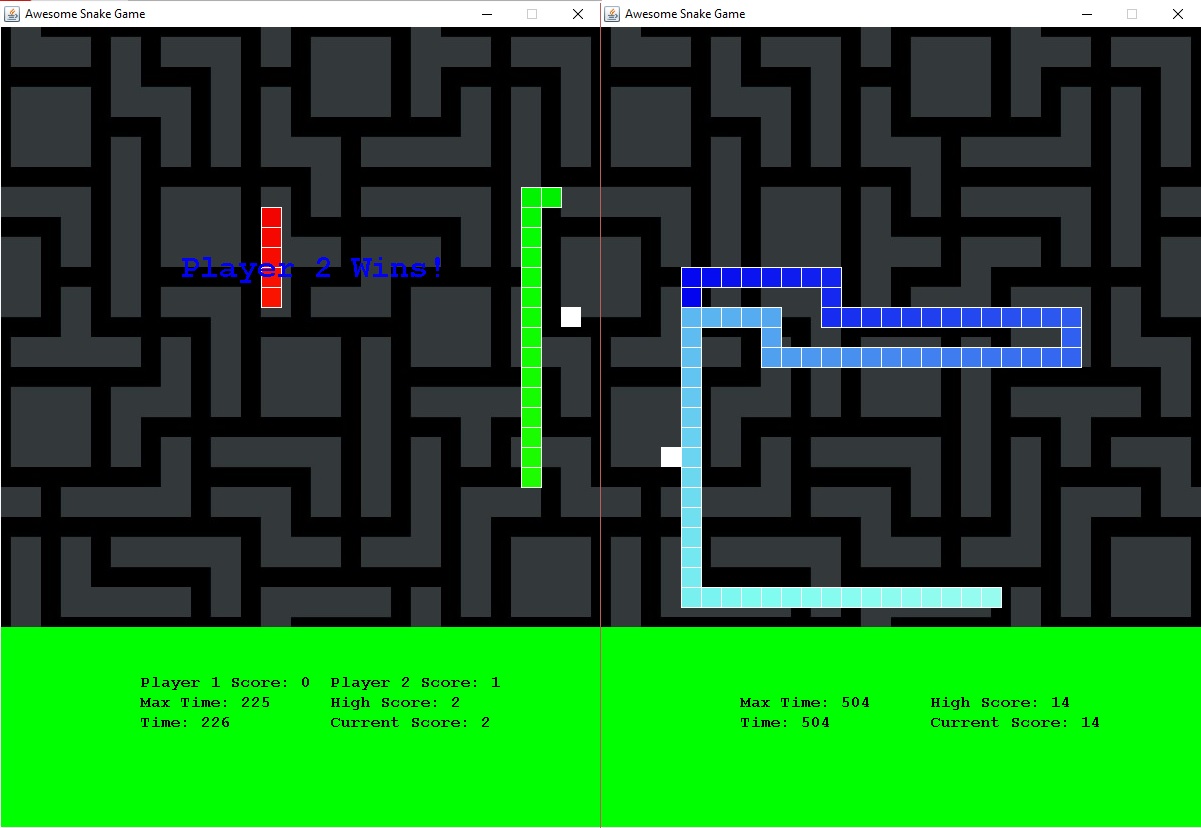 Awesome Snake Game
Player 2 Wins!
Player 1 Score: 0 Player 2 Score: 1
Max Time: 225 High Score: 2
Time: 226 Current Score: 2
Awesome Snake Game
Max Time: 504 High Score: 14
Time: 504 Current Score: 14